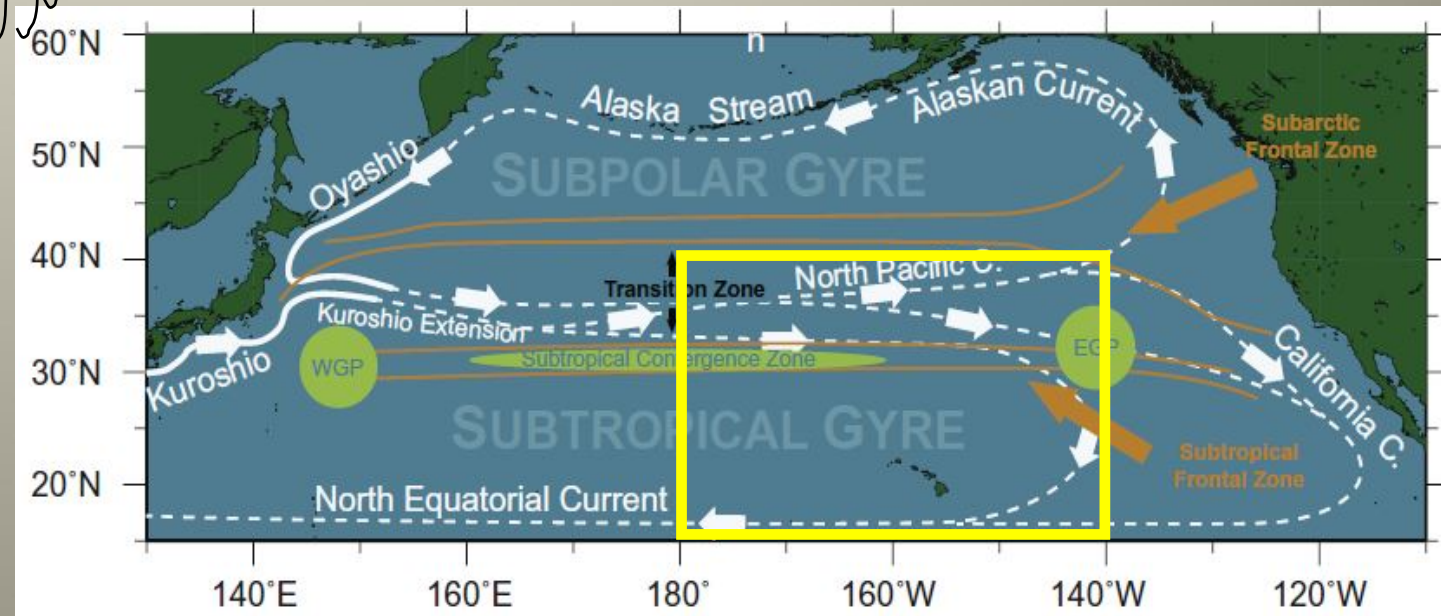 60°N
50°N
40°N
30°N
20°N
n
Alaska Stream
Alaskan Current
Subarctic
Frontal Zone
Oyashio
SUBPOLAR GYRE
North Pacific C.
Transition Zone
Kuroshio Extension
Kuroshio
WGP
Subtropical Convergence Zone
EGP
California C.
SUBTROPICAL GYRE
Subtropical
Frontal Zone
North Equatorial Current
140°E
160°E
180°
160°W
140°W
120°W